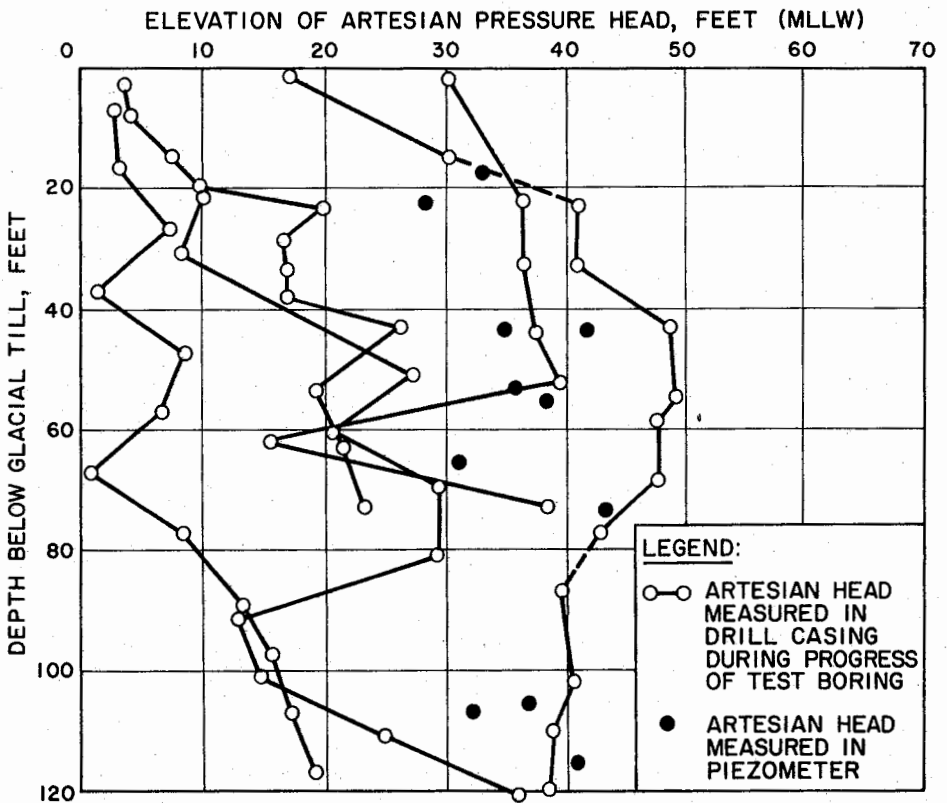 ELEVATION OF ARTESIAN PRESSURE HEAD, FEET (MLLW)
0 10 20 30 40 50 60 70
DEPTH BELOW GLACIAL TILL, FEET
20
40
60
80
100
120
LEGEND:
ARTESIAN HEAD
MEASURED IN
DRILL CASING
DURING PROGRESS
OF TEST BORING
ARTESIAN HEAD
MEASURED IN
PIEZOMETER